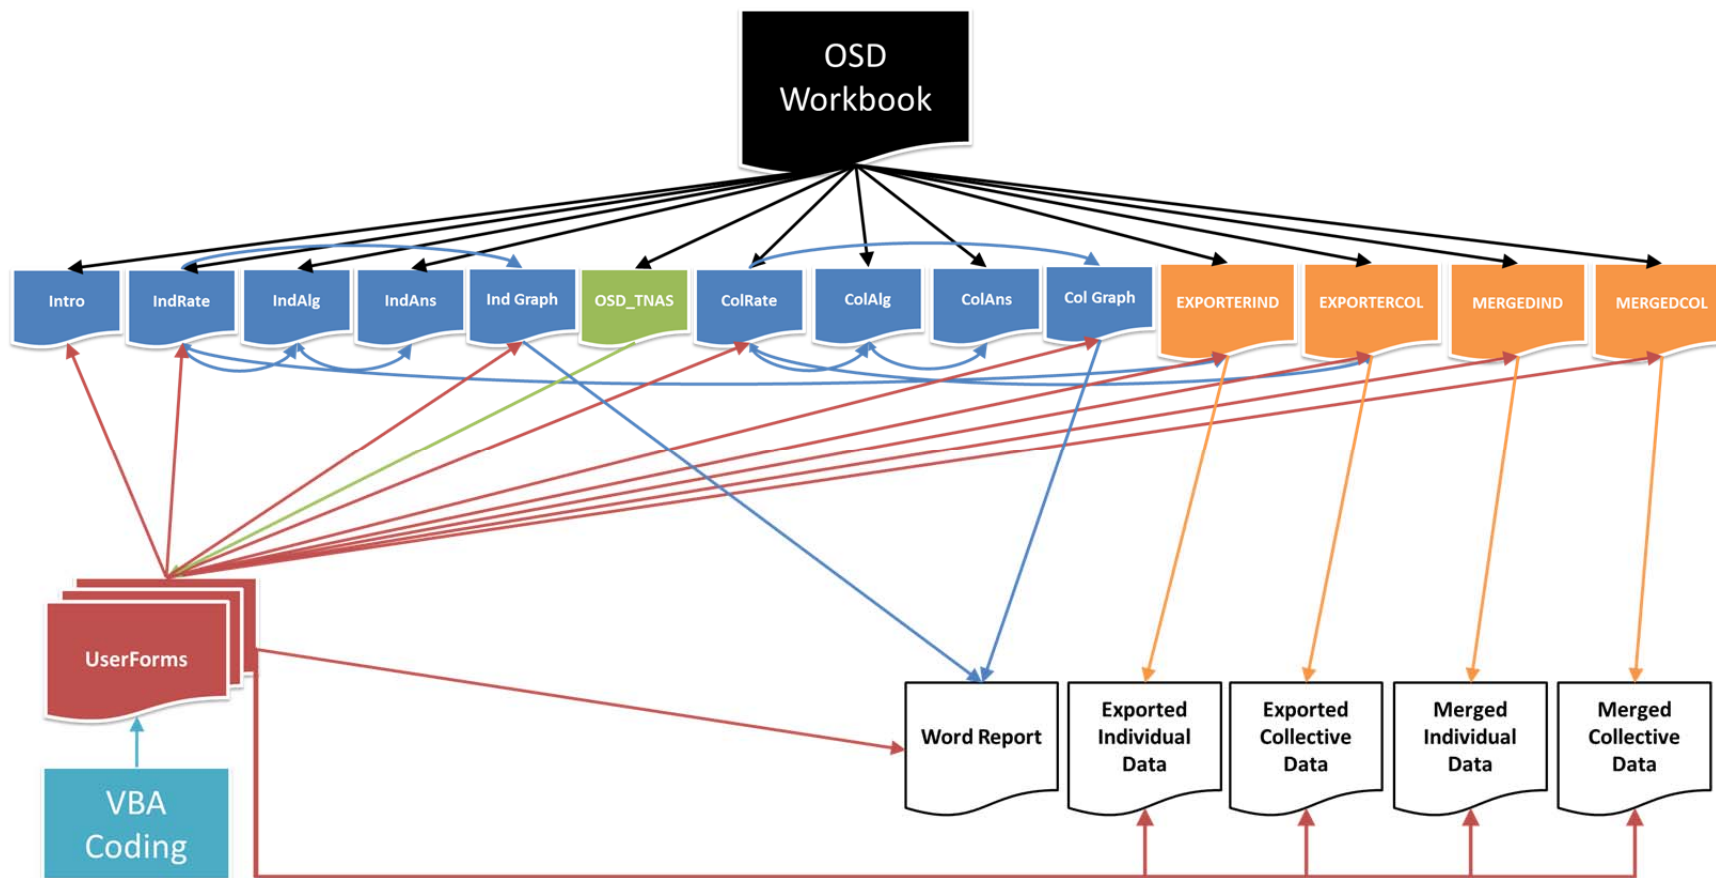 OSD
Workbook
Intro
IndRate
IndAlg
IndAns
Ind Graph
OSD_TNAS
ColRate
ColAlg
ColAns
Col Graph
EXPORTERIND
EXPORTERCOL
MERGEDIND
MERGEDCOL
UserForms
VBA
Coding
Word Report
Exported
Individual
Data
Exported
Collective
Data
Merged
Individual
Data
Merged
Collective
Data